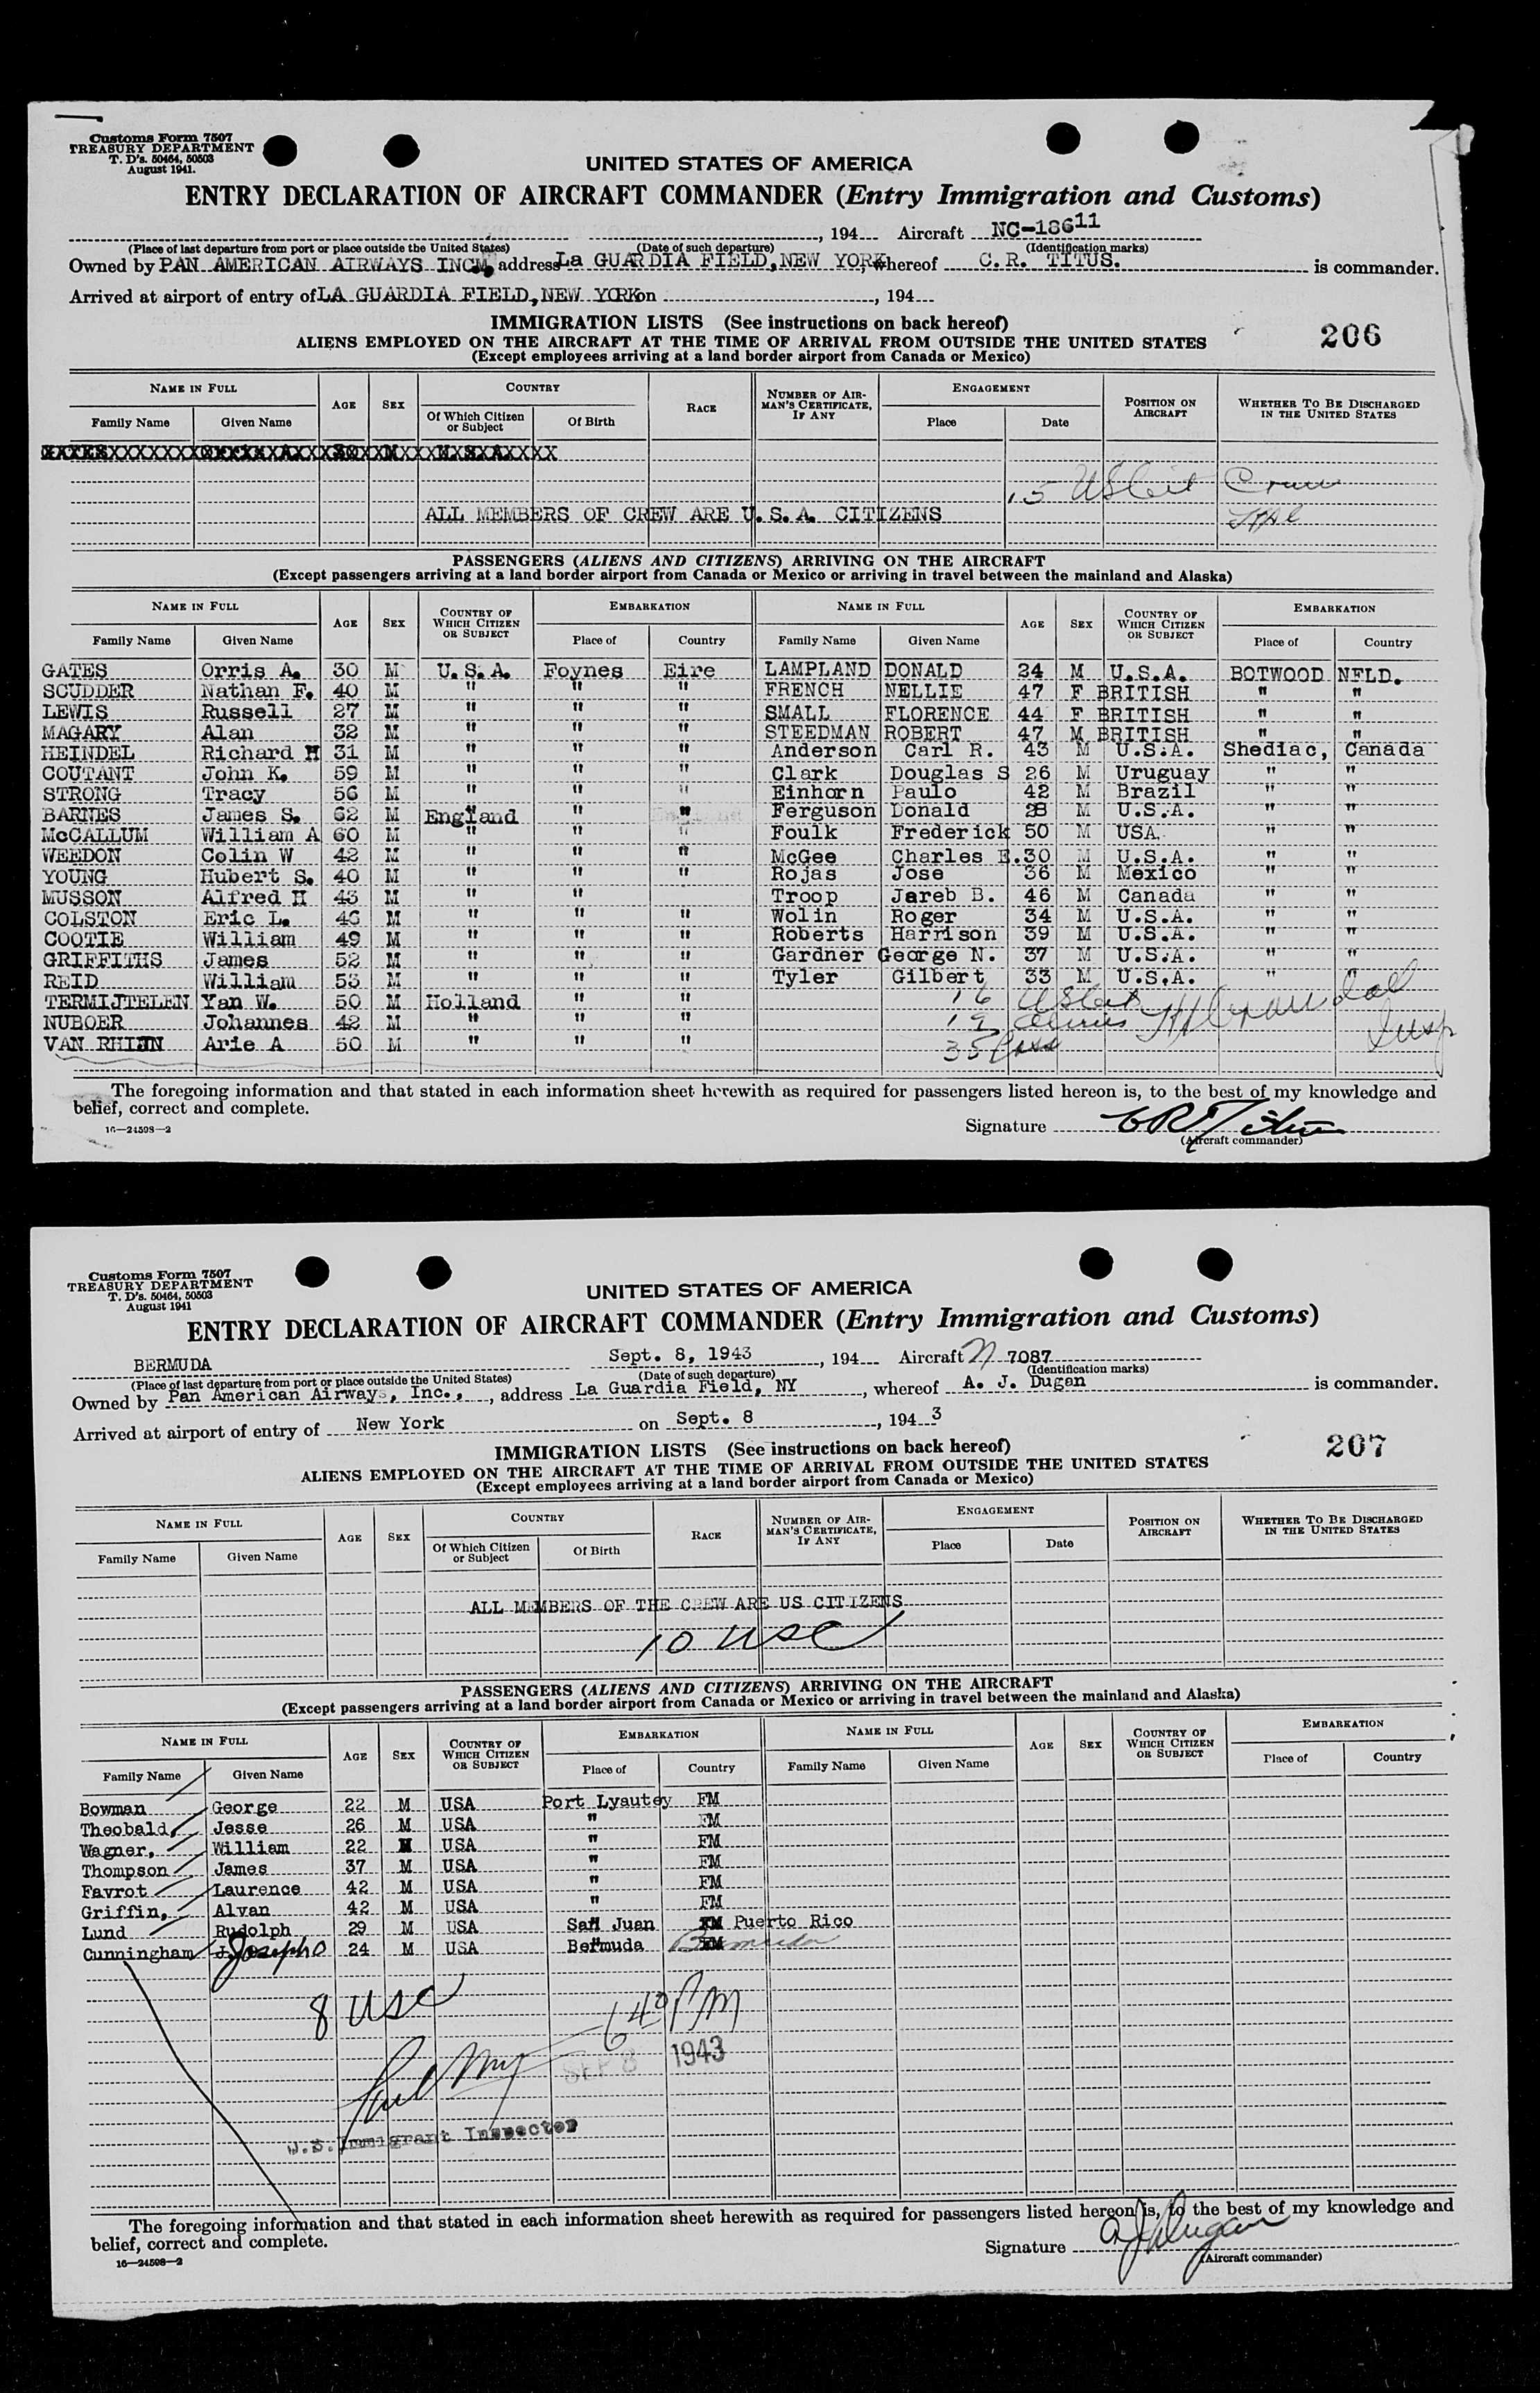 Customs Form 7507
TREASURY DEPARTMENT
T. D's. 50464, 50503
August 1941.
UNITED STATES OF AMERICA
ENTRY DECLARATION OF AIRCRAFT COMMANDER (Entry Immigration and Customs)
, 194 Aircraft NC-18611
(Place of last departure from port or place outside the United States) (Date of such departure) (Identification marks)
Owned by PAN AMERICAN AIRWAYS INC, address La GUARDIA FIELD, NEW YORK whereof C.R. TITUS. is commander.
Arrived at airport of entry of LA GUARDIA FIELD, NEW YORK on , 194
IMMIGRATION LISTS (See instructions on back hereof)
206
ALIENS EMPLOYED ON THE AIRCRAFT AT THE TIME OF ARRIVAL FROM OUTSIDE THE UNITED STATES
(Except employees arriving at a land border airport from Canada or Mexico)
NAME IN FULL AGE SEX COUNTRY RACE NUMBER OF AIRMAN'S CERTIFICATE, IF ANY ENGAGEMENT POSITION ON AIRCRAFT WHETHER TO BE DISCHARGED IN THE UNITED STATES
Family Name Given Name Of Which Citizen or Subject Of Birth Place Date
15 US Cit Crew
ALL MEMBERS OF CREW ARE U.S.A. CITIZENS
PASSENGERS (ALIENS AND CITIZENS) ARRIVING ON THE AIRCRAFT
(Except passengers arriving at a land border airport from Canada or Mexico or arriving in travel between the mainland and Alaska)
NAME IN FULL AGE SEX COUNTRY OF WHICH CITIZEN OR SUBJECT EMBARKATION NAME IN FULL AGE SEX COUNTRY OF WHICH CITIZEN OR SUBJECT EMBARKATION
Family Name Given Name Place of Country Family Name Given Name Place of Country
GATES Orris A. 30 M U.S.A. Foynes Eire LAMPLAND DONALD 24 M U.S.A. BOTWOOD NFLD.
SCUDDER Nathan F. 40 M " " " FRENCH NELLIE 47 F BRITISH " "
LEWIS Russell 27 M " " " SMALL FLORENCE 44 F BRITISH " "
MAGARY Alan 32 M " " " STEEDMAN ROBERT 47 M BRITISH " "
HEINDEL Richard H 31 M " " " Anderson Carl R. 43 M U.S.A. Shediac, Canada
COUTANT John K. 59 M " " " Clark Douglas S 26 M Uruguay " "
STRONG Tracy 56 M " " " Einhorn Paulo 42 M Brazil " "
BARNES James S. 62 M England " " Ferguson Donald 28 M U.S.A. " "
McCALLUM William A 60 M " " " Foulk Frederick 50 M USA. " "
WEEDON Colin W 42 M " " " McGee Charles E. 30 M U.S.A. " "
YOUNG Hubert S. 40 M " " " Rojas Jose 36 M Mexico " "
MUSSON Alfred H 43 M " " Troop Jareb B. 46 M Canada " "
COLSTON Eric L. 46 M " " " Wolin Roger 34 M U.S.A. " "
COOTIE William 49 M " " " Roberts Harrison 39 M U.S.A. " "
GRIFFITHS James 52 M " " " Gardner George N. 37 M U.S.A. " "
REID William 53 M " " " Tyler Gilbert 33 M U.S.A. "
TERMIJTELEN Yan W. 50 M Holland " " 16 US Cit
NUBOER Johannes 42 M " " " 19 Aliens Insp
VAN RHIJN Arie A 50 M " " " 35 Pass
The foregoing information and that stated in each information sheet herewith as required for passengers listed hereon is, to the best of my knowledge and
belief, correct and complete.
16—24598—2
Signature C R Titus
(Aircraft commander)
Customs Form 7507
TREASURY DEPARTMENT
T. D's. 50464, 50503
August 1941
UNITED STATES OF AMERICA
ENTRY DECLARATION OF AIRCRAFT COMMANDER (Entry Immigration and Customs)
BERMUDA Sept. 8, 1943 , 194 Aircraft N 7087
(Place of last departure from port or place outside the United States) (Date of such departure) (Identification marks)
Owned by Pan American Airways, Inc., address La Guardia Field, NY, whereof A. J. Dugan is commander.
Arrived at airport of entry of New York on Sept. 8, 1943
IMMIGRATION LISTS (See instructions on back hereof)
207
ALIENS EMPLOYED ON THE AIRCRAFT AT THE TIME OF ARRIVAL FROM OUTSIDE THE UNITED STATES
(Except employees arriving at a land border airport from Canada or Mexico)
NAME IN FULL AGE SEX COUNTRY RACE NUMBER OF AIRMAN'S CERTIFICATE, IF ANY ENGAGEMENT POSITION ON AIRCRAFT WHETHER TO BE DISCHARGED IN THE UNITED STATES
Family Name Given Name Of Which Citizen or Subject Of Birth Place Date
ALL MEMBERS OF THE CREW ARE US CITIZENS
10 USC
PASSENGERS (ALIENS AND CITIZENS) ARRIVING ON THE AIRCRAFT
(Except passengers arriving at a land border airport from Canada or Mexico or arriving in travel between the mainland and Alaska)
NAME IN FULL AGE SEX COUNTRY OF WHICH CITIZEN OR SUBJECT EMBARKATION NAME IN FULL AGE SEX COUNTRY OF WHICH CITIZEN OR SUBJECT EMBARKATION
Family Name Given Name Place of Country Family Name Given Name Place of Country
Bowman George 22 M USA Port Lyautey FM
Theobald, Jesse 26 M USA " FM
Wagner, William 22 M USA " FM
Thompson James 37 M USA " FM
Favrot Laurence 42 M USA " FM
Griffin, Alvan 42 M USA " FM
Lund Rudolph 29 M USA San Juan Puerto Rico
Cunningham J. Joseph O 24 M USA Bermuda Bermuda
8 USC
640 PM
SEP 8 1943
U.S. Immigrant Inspector
The foregoing information and that stated in each information sheet herewith as required for passengers listed hereon is, to the best of my knowledge and
belief, correct and complete.
16—24598—2
Signature A J Dugan
(Aircraft commander)